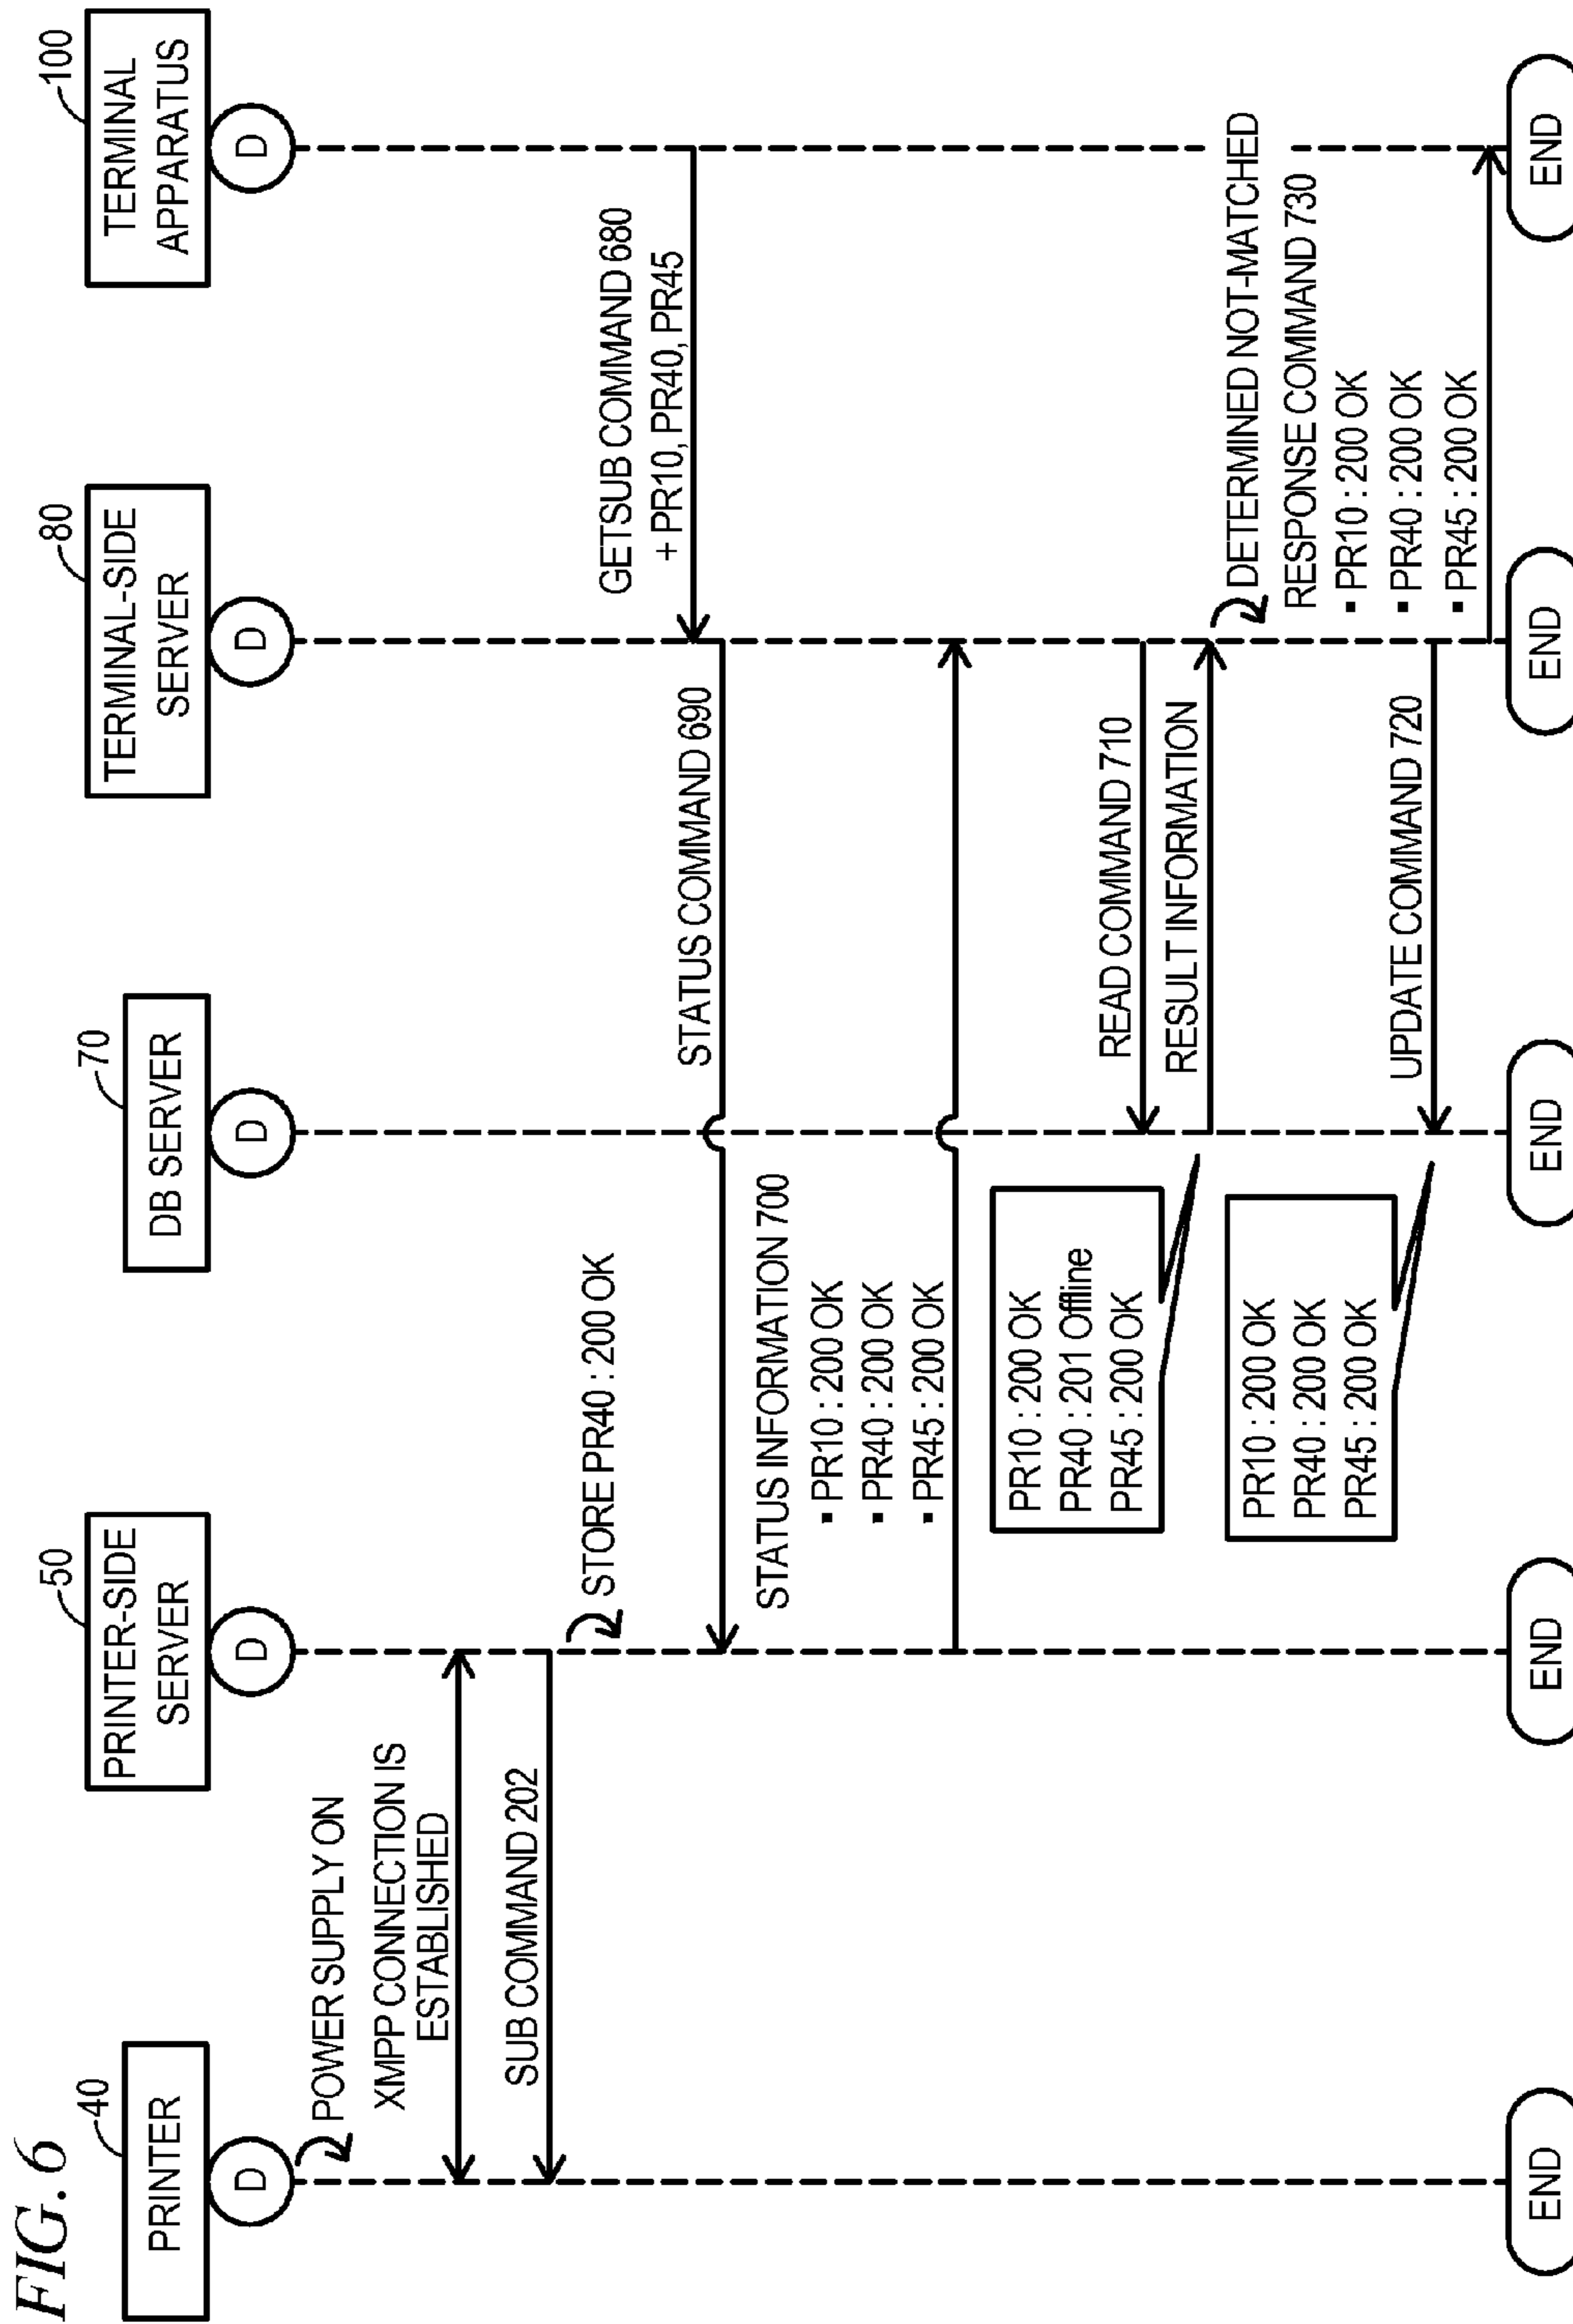 FIG. 6
40
PRINTER
D
50
PRINTER-SIDE
SERVER
D
70
DB SERVER
D
80
TERMINAL-SIDE
SERVER
D
100
TERMINAL
APPARATUS
D
POWER SUPPLY ON
XMPP CONNECTION IS
ESTABLISHED
SUB COMMAND 202
STORE PR40 : 200 OK
GETSUB COMMAND 680
+ PR10, PR40, PR45
STATUS COMMAND 690
STATUS INFORMATION 700
▪ PR10 : 200 OK
▪ PR40 : 200 OK
▪ PR45 : 200 OK
READ COMMAND 710
PR10 : 200 OK
PR40 : 201 Offline
PR45 : 200 OK
RESULT INFORMATION
DETERMINED NOT-MATCHED
UPDATE COMMAND 720
PR10 : 200 OK
PR40 : 200 OK
PR45 : 200 OK
RESPONSE COMMAND 730
▪ PR10 : 200 OK
▪ PR40 : 200 OK
▪ PR45 : 200 OK
END
END
END
END
END